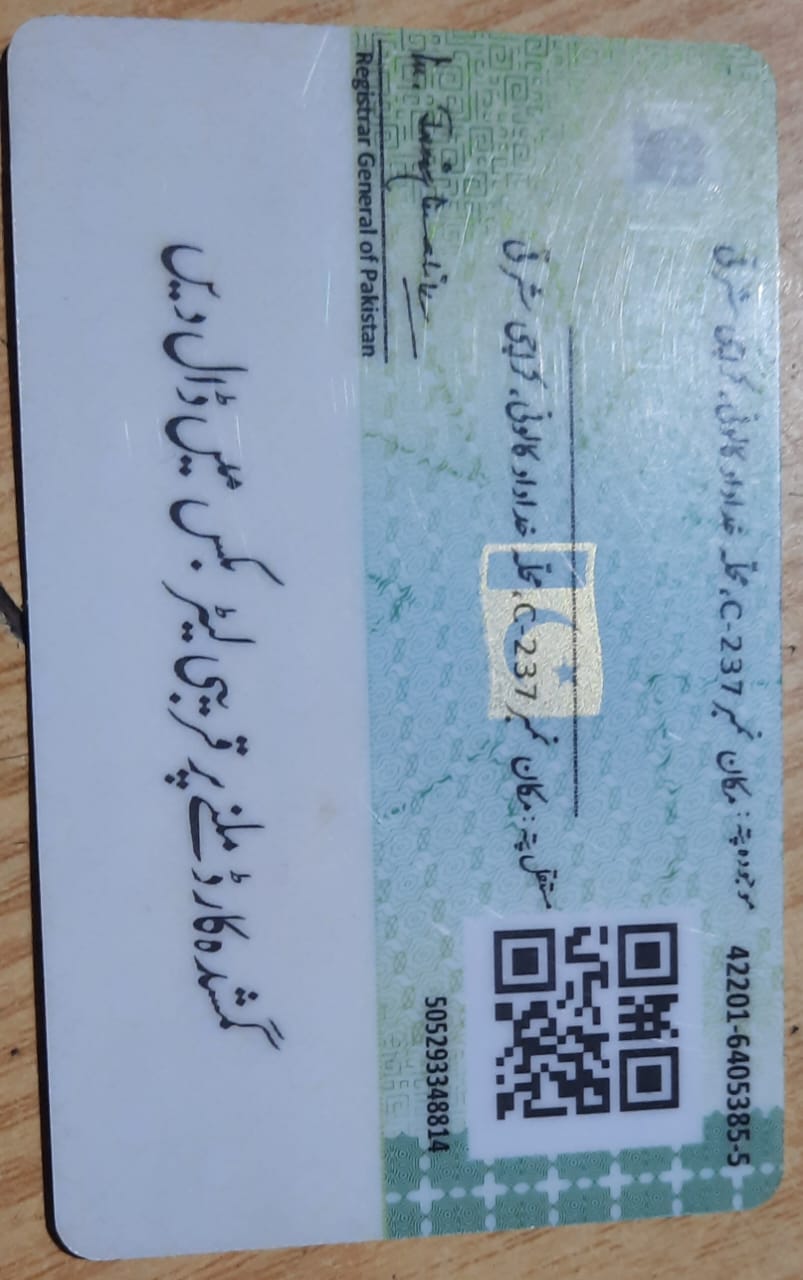 42201-6405385-5
موجودہ پتہ: مکان نمبر C-237، محلہ خداداد کالونی، کراچی شرقی
مستقل پتہ: مکان نمبر C-237، محلہ خداداد کالونی، کراچی شرقی
505293348814
Registrar General of Pakistan
گمشدہ کارڈ ملنے پر قریبی لیٹر بکس میں ڈال دیں